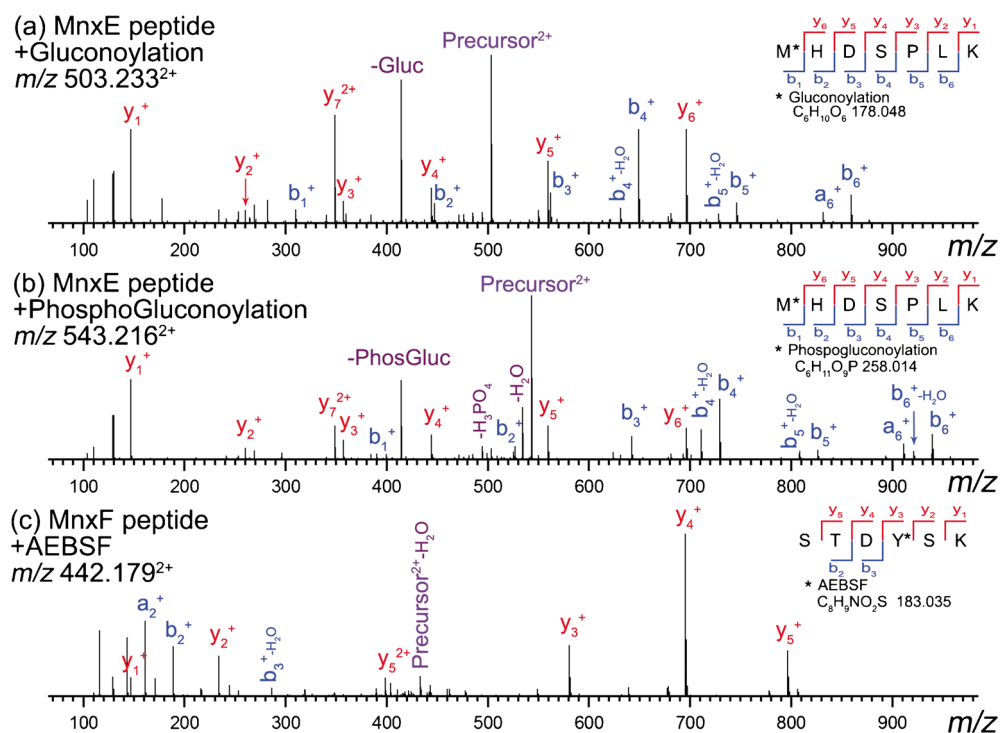 (a) MnxE peptide
+Gluconoylation
m/z 503.233²⁺
Precursor²⁺
-Gluc
y₁⁺
y₂⁺
b₁⁺
y₇²⁺
y₃⁺
y₄⁺
b₂⁺
y₅⁺
b₃⁺
b₄⁺-H₂O
b₄⁺
y₆⁺
b₅⁺-H₂O
b₅⁺
a₆⁺
b₆⁺
y₆ y₅ y₄ y₃ y₂ y₁
M* H D S P L K
b₁ b₂ b₃ b₄ b₅ b₆
* Gluconoylation
C₆H₁₀O₆ 178.048
100 200 300 400 500 600 700 800 900 m/z
(b) MnxE peptide
+PhosphoGluconoylation
m/z 543.216²⁺
Precursor²⁺
-PhosGluc
y₁⁺
y₂⁺
y₇²⁺
y₃⁺
b₁⁺
y₄⁺
-H₃PO₄
b₂⁺
-H₂O
y₅⁺
b₃⁺
y₆⁺
b₄⁺-H₂O
b₄⁺
b₅⁺-H₂O
b₅⁺
a₆⁺
b₆⁺-H₂O
b₆⁺
y₆ y₅ y₄ y₃ y₂ y₁
M* H D S P L K
b₁ b₂ b₃ b₄ b₅ b₆
* Phospogluconoylation
C₆H₁₁O₉P 258.014
100 200 300 400 500 600 700 800 900 m/z
(c) MnxF peptide
+AEBSF
m/z 442.179²⁺
y₁⁺
a₂⁺
b₂⁺
y₂⁺
b₃⁺-H₂O
y₅²⁺
Precursor²⁺-H₂O
y₃⁺
y₄⁺
y₅⁺
y₅ y₄ y₃ y₂ y₁
S T D Y* S K
b₂ b₃
* AEBSF
C₈H₉NO₂S 183.035
100 200 300 400 500 600 700 800 900 m/z